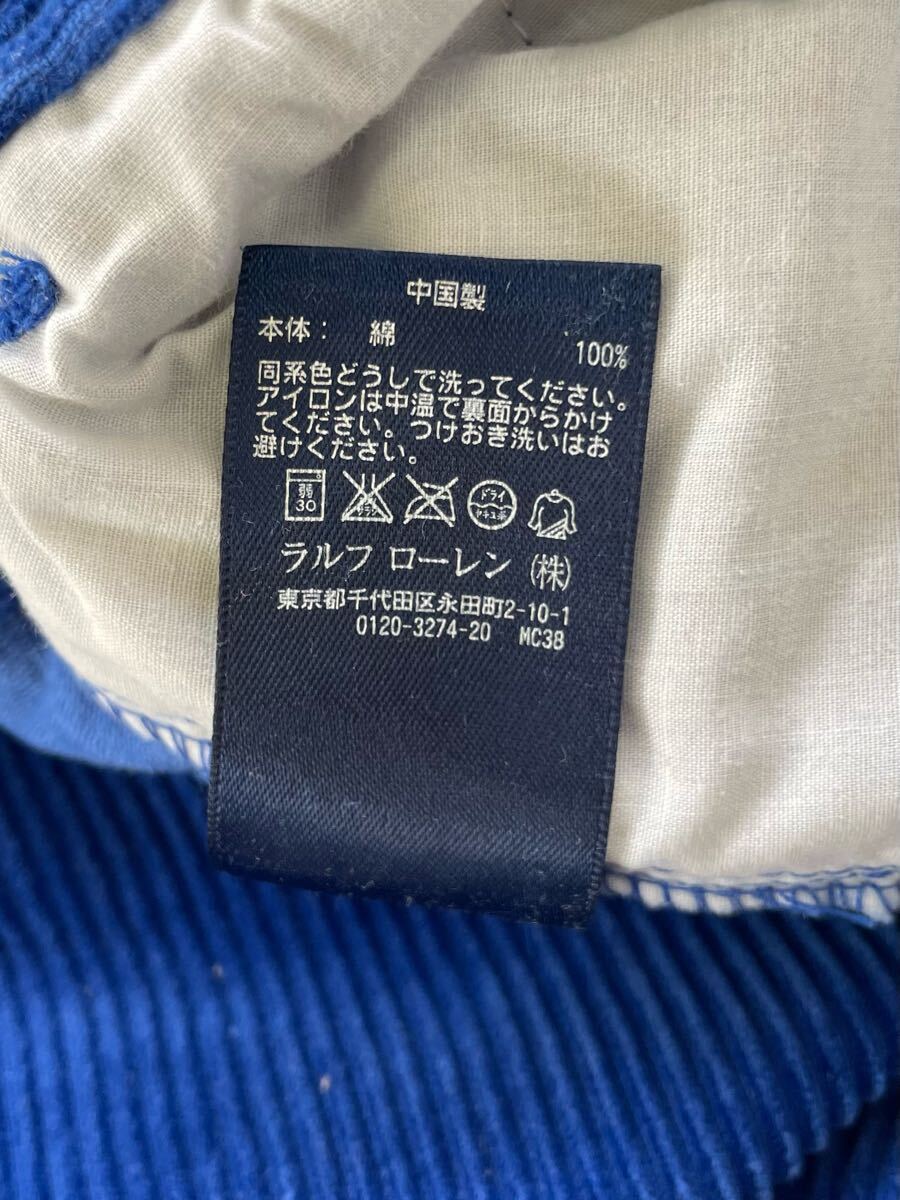 中国製
本体： 綿 100%
同系色どうしで洗ってください。
アイロンは中温で裏面からかけ
てください。つけおき洗いはお
避けください。
弱 ドライ
30 セキユ系
ラルフ ローレン (株)
東京都千代田区永田町2-10-1
0120-3274-20 MC38